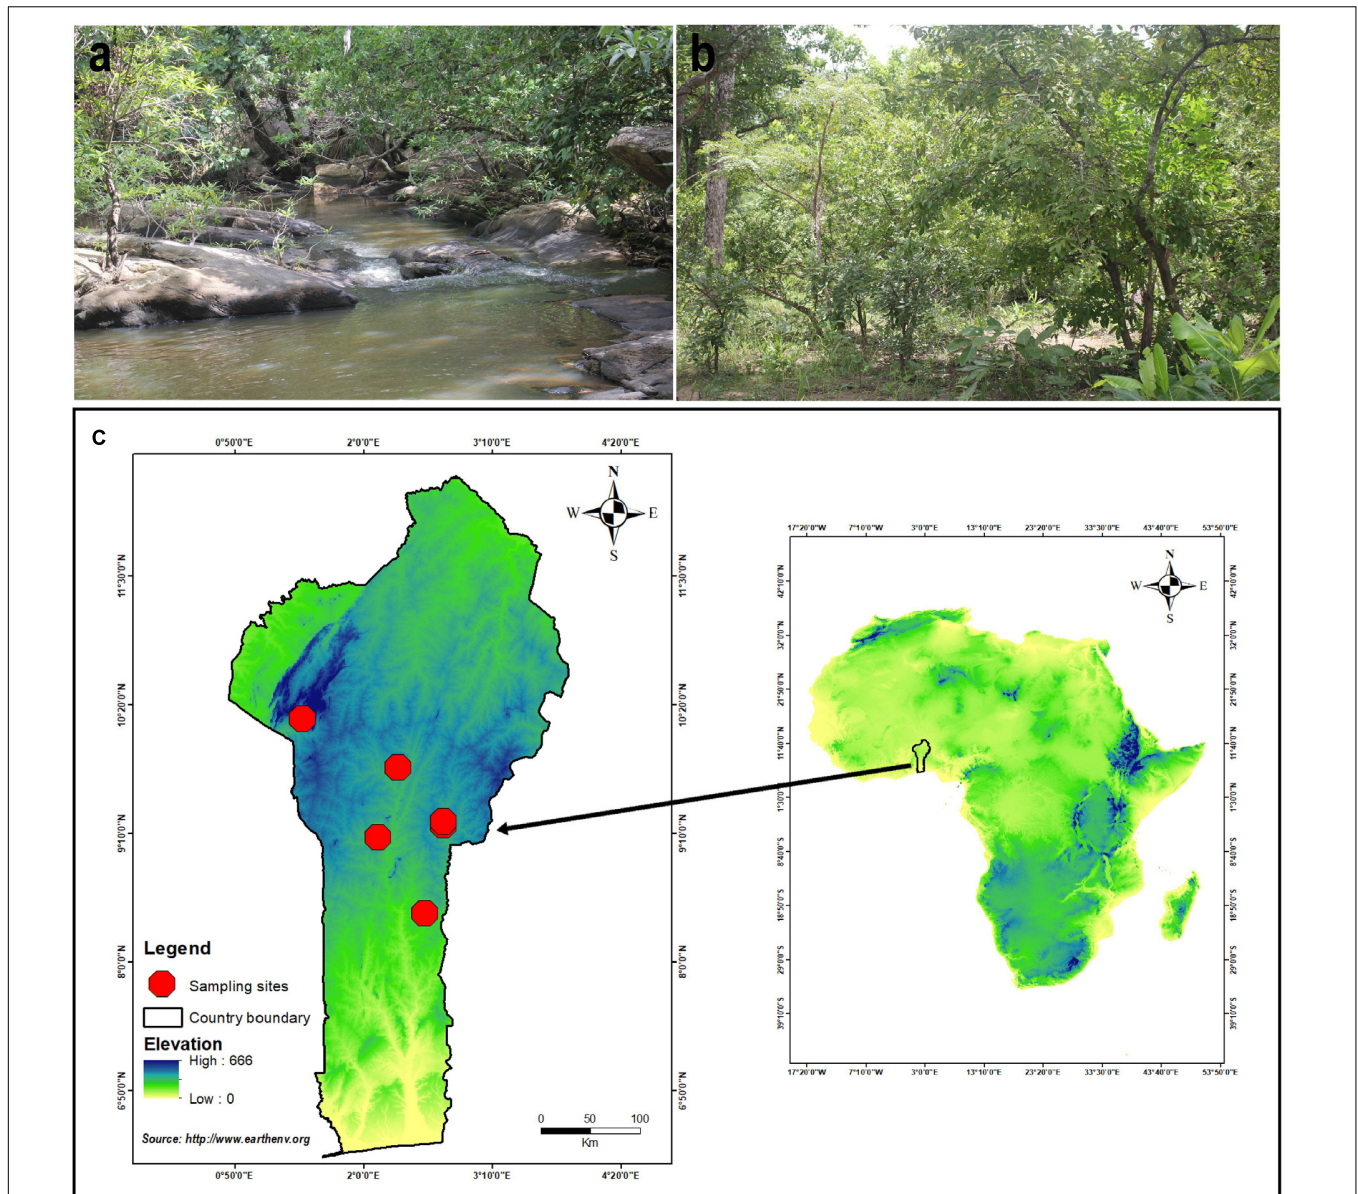 a
b
c
0°50'0"E 2°0'0"E 3°10'0"E 4°20'0"E
N
W E
S
11°30'0"N 11°30'0"N
10°20'0"N 10°20'0"N
9°10'0"N 9°10'0"N
8°0'0"N 8°0'0"N
6°50'0"N 6°50'0"N
Legend
Sampling sites
Country boundary
Elevation
High : 666
Low : 0
Source: http://www.earthenv.org
0 50 100
Km
0°50'0"E 2°0'0"E 3°10'0"E 4°20'0"E
17°20'0"W 7°10'0"W 3°0'0"E 13°10'0"E 23°20'0"E 33°30'0"E 43°40'0"E 53°50'0"E
N
W E
S
42°10'0"N 42°10'0"N
32°0'0"N 32°0'0"N
21°50'0"N 21°50'0"N
11°40'0"N 11°40'0"N
1°30'0"N 1°30'0"N
8°40'0"S 8°40'0"S
18°50'0"S 18°50'0"S
29°0'0"S 29°0'0"S
39°10'0"S 39°10'0"S
17°20'0"W 7°10'0"W 3°0'0"E 13°10'0"E 23°20'0"E 33°30'0"E 43°40'0"E 53°50'0"E